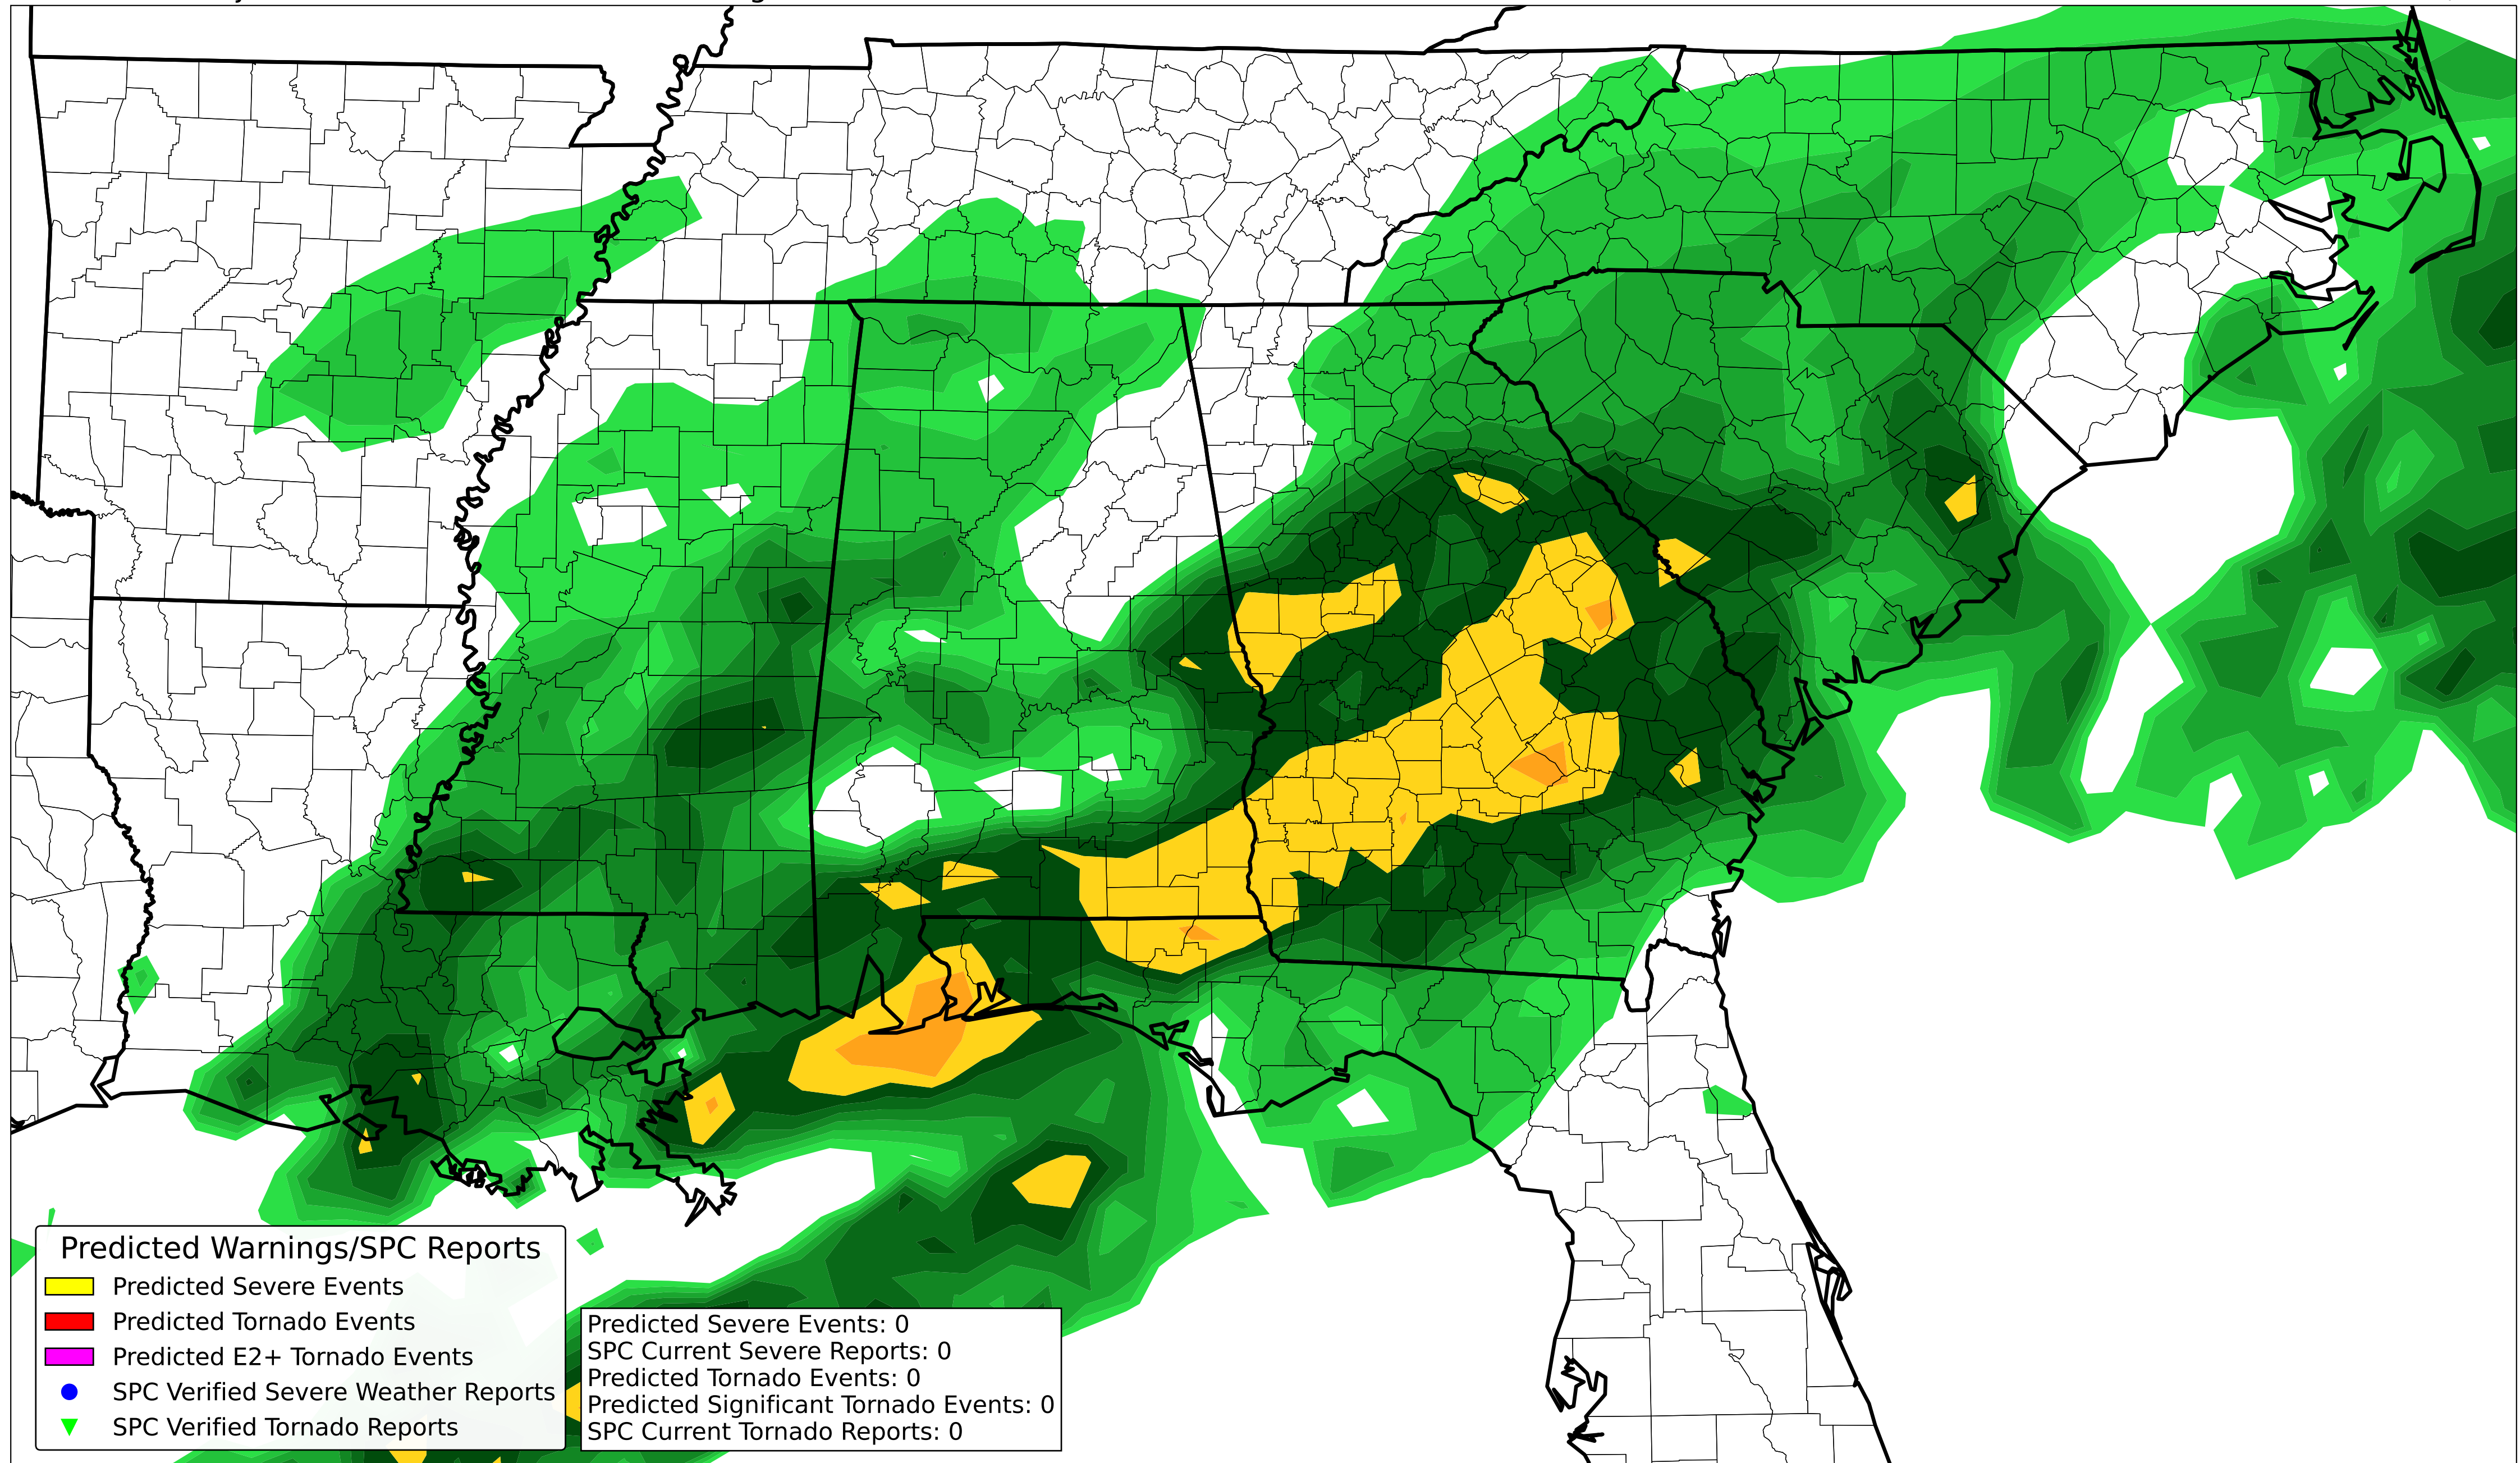 Predicted Warnings/SPC Reports
Predicted Severe Events
Predicted Tornado Events
Predicted E2+ Tornado Events
SPC Verified Severe Weather Reports
SPC Verified Tornado Reports
Predicted Severe Events: 0
SPC Current Severe Reports: 0
Predicted Tornado Events: 0
Predicted Significant Tornado Events: 0
SPC Current Tornado Reports: 0